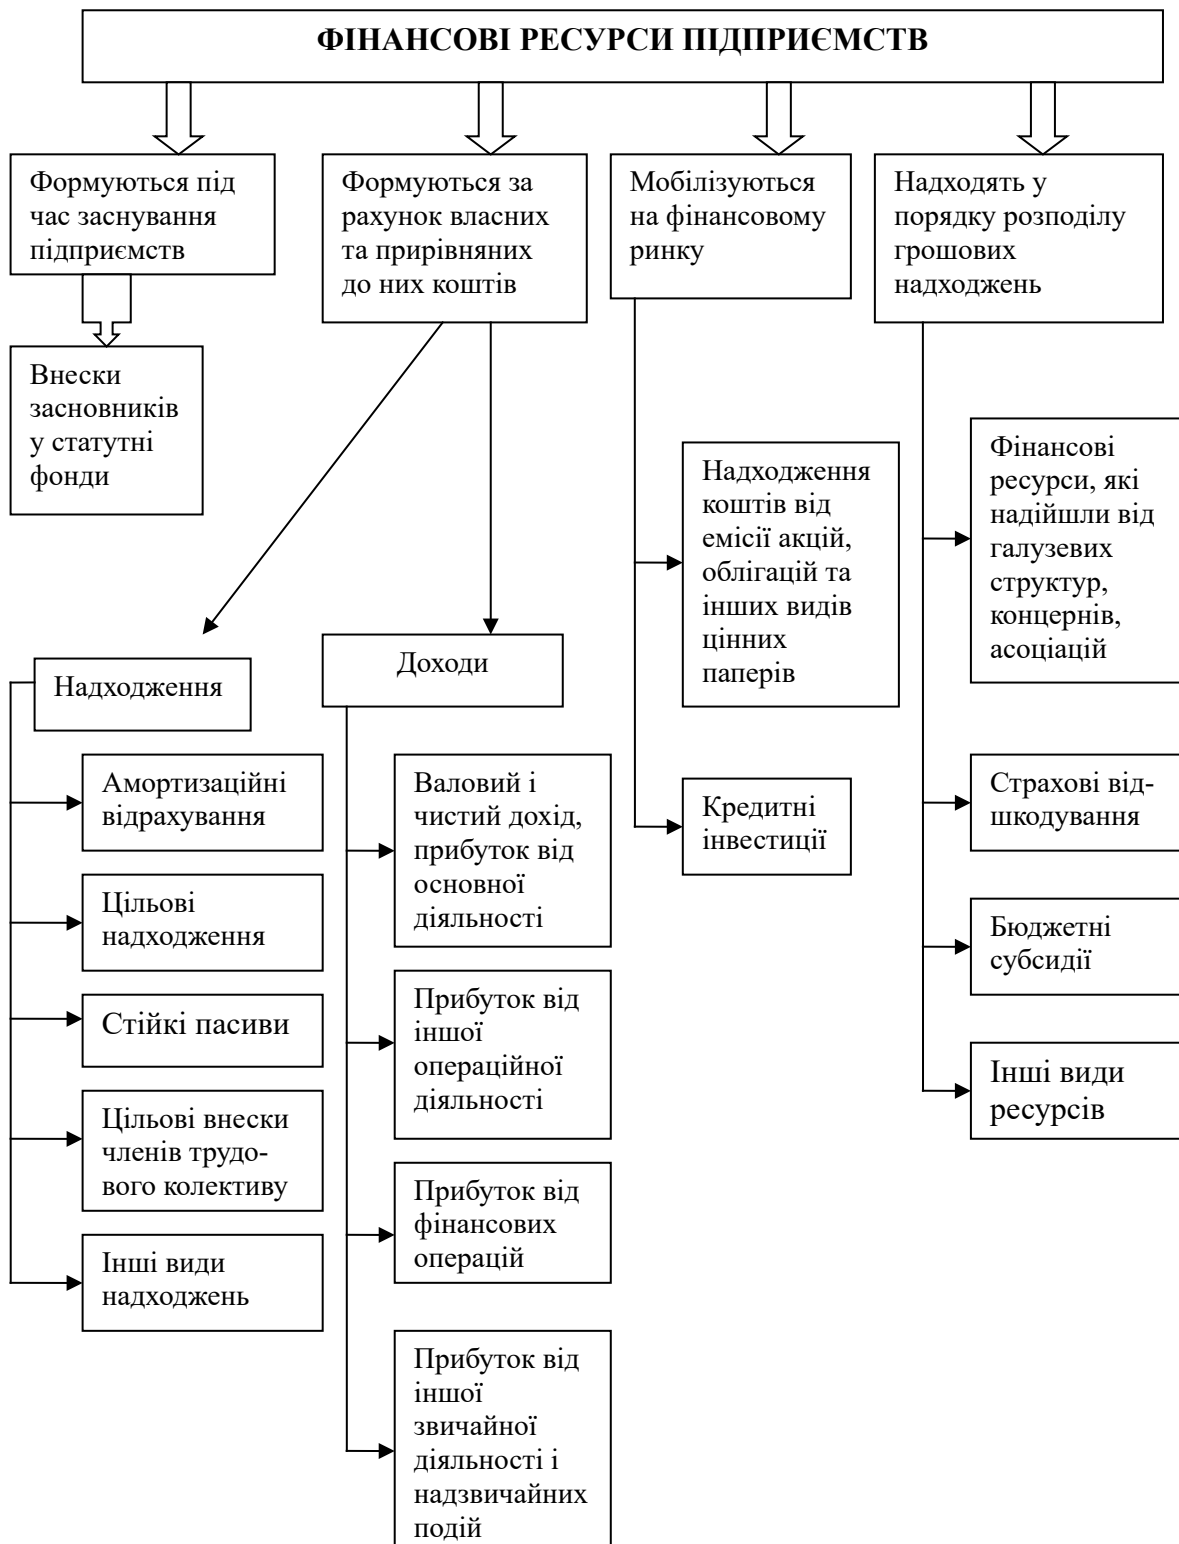 ФІНАНСОВІ РЕСУРСИ ПІДПРИЄМСТВ
Формуються під
час заснування
підприємств
Формуються за
рахунок власних
та прирівняних
до них коштів
Мобілізуються
на фінансовому
ринку
Надходять у
порядку розподілу
грошових
надходжень
Внески
засновників
у статутні
фонди
Надходження
коштів від
емісії акцій,
облігацій та
інших видів
цінних
паперів
Фінансові
ресурси, які
надійшли від
галузевих
структур,
концернів,
асоціацій
Надходження
Доходи
Амортизаційні
відрахування
Цільові
надходження
Стійкі пасиви
Цільові внески
членів трудо-
вого колективу
Інші види
надходжень
Валовий і
чистий дохід,
прибуток від
основної
діяльності
Прибуток від
іншої
операційної
діяльності
Прибуток від
фінансових
операцій
Прибуток від
іншої
звичайної
діяльності і
надзвичайних
подій
Кредитні
інвестиції
Страхові від-
шкодування
Бюджетні
субсидії
Інші види
ресурсів